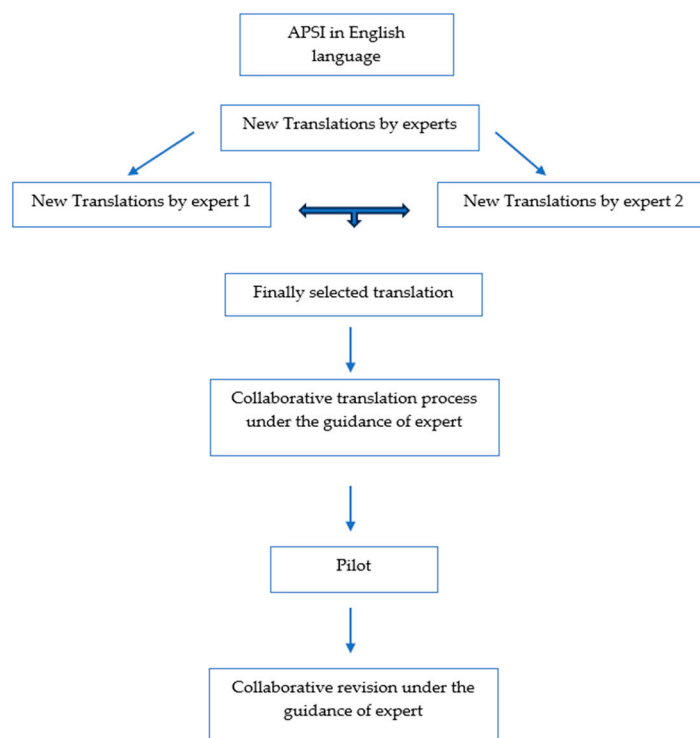 APSI in English
language
New Translations by experts
New Translations by expert 1
New Translations by expert 2
Finally selected translation
Collaborative translation process
under the guidance of expert
Pilot
Collaborative revision under the
guidance of expert